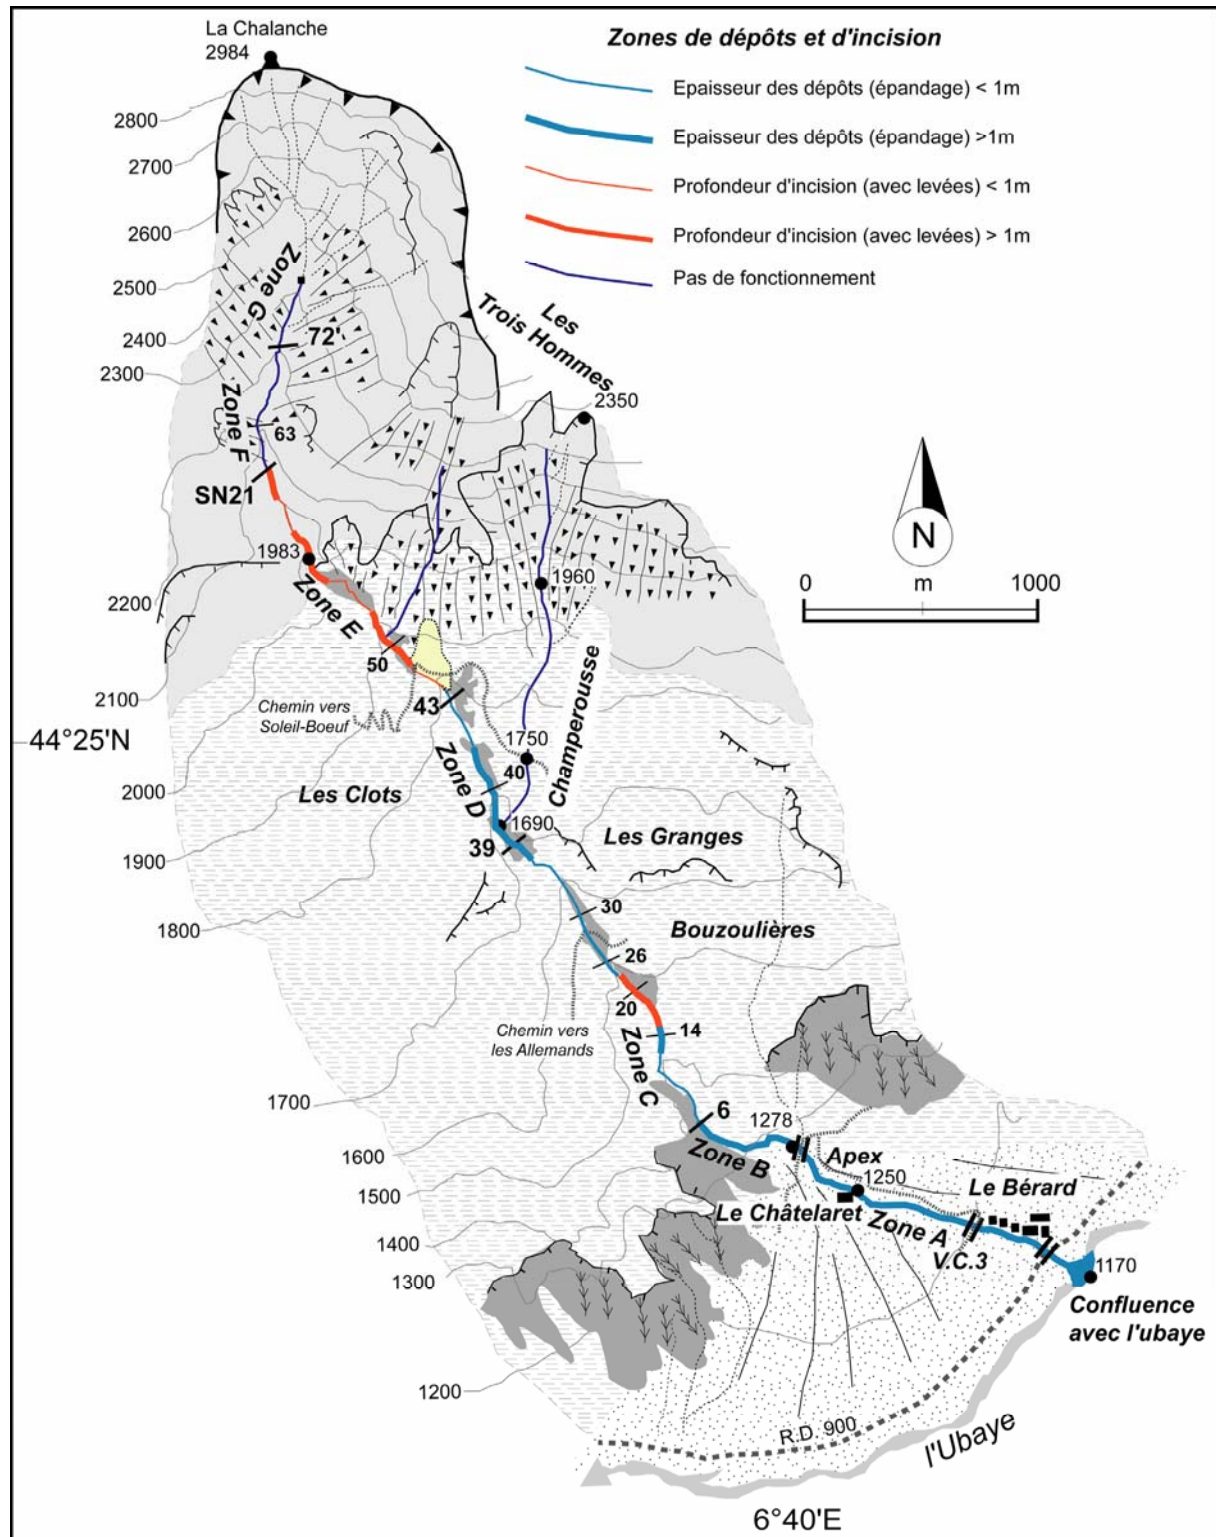 La Chalanche
2984
Zones de dépôts et d'incision
Epaisseur des dépôts (épandage) < 1m
Epaisseur des dépôts (épandage) >1m
Profondeur d'incision (avec levées) < 1m
Profondeur d'incision (avec levées) > 1m
Pas de fonctionnement
2800
2700
2600
2500
2400
2300
Zone G
72'
Les
Trois Hommes
2350
Zone F
63
SN21
1983
1960
N
0
m
1000
2200
Zone E
50
2100
43
Chemin vers
Soleil-Boeuf
Champerousse
44°25'N
1750
40
Zone D
2000
Les Clots
1690
39
Les Granges
1900
30
1800
Bouzoulières
26
20
14
Chemin vers
les Allemands
Zone C
1700
6
1278
1600
Zone B
Apex
1250
Le Bérard
1500
Le Châtelaret
Zone A
V.C.3
1400
1300
1170
Confluence
avec l'ubaye
1200
R.D. 900
l'Ubaye
6°40'E